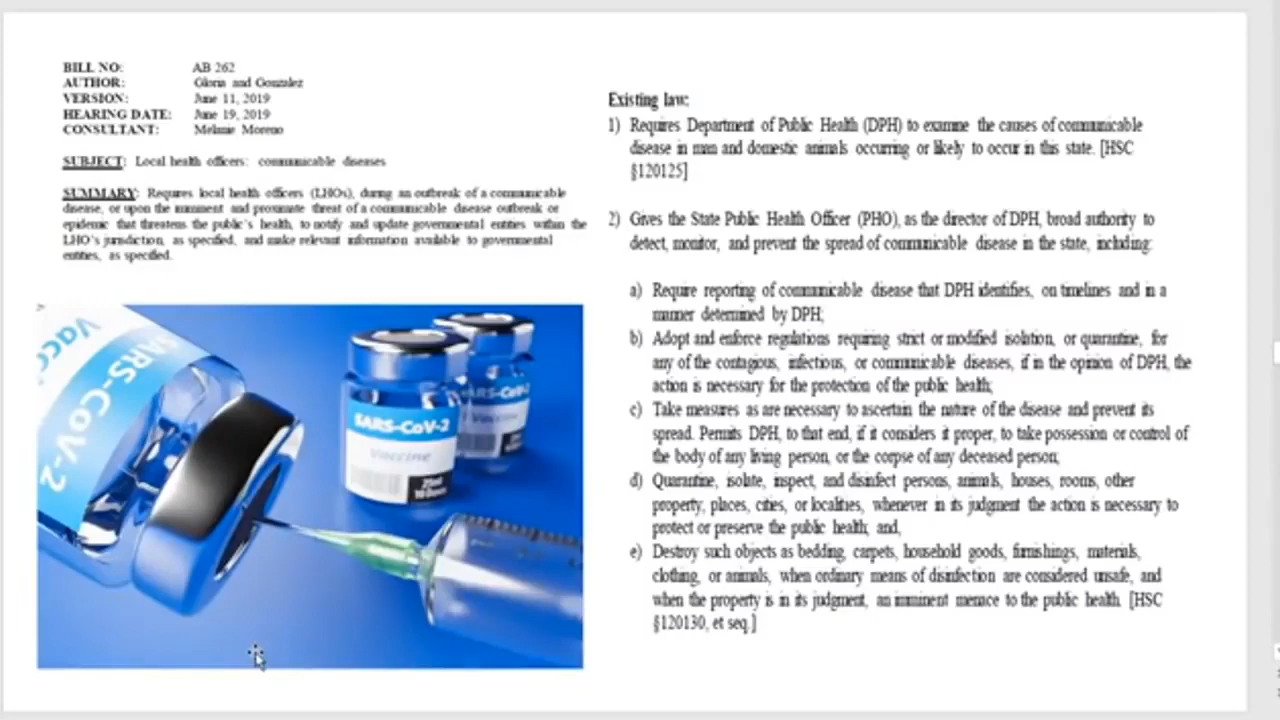 BILL NO: AB 262
AUTHOR: Gloria and Gonzalez
VERSION: June 11, 2019
HEARING DATE: June 19, 2019
CONSULTANT: Melanie Moreno
SUBJECT: Local health officers: communicable diseases
SUMMARY: Requires local health officers (LHOs), during an outbreak of a communicable
disease, or upon the imminent and proximate threat of a communicable disease outbreak or
epidemic that threatens the public's health, to notify and update governmental entities within the
LHO's jurisdiction, as specified, and make relevant information available to governmental
entities, as specified.
Vacc
ARS-CoV-2
SARS-CoV-2
Vaccine
20ml
10 Doses
ARS-CoV-2
Vaccine
Existing law:
1) Requires Department of Public Health (DPH) to examine the causes of communicable
disease in man and domestic animals occurring or likely to occur in this state. [HSC
§120125]
2) Gives the State Public Health Officer (PHO), as the director of DPH, broad authority to
detect, monitor, and prevent the spread of communicable disease in the state, including:
a) Require reporting of communicable disease that DPH identifies, on timelines and in a
manner determined by DPH;
b) Adopt and enforce regulations requiring strict or modified isolation, or quarantine, for
any of the contagious, infectious, or communicable diseases, if in the opinion of DPH, the
action is necessary for the protection of the public health;
c) Take measures as are necessary to ascertain the nature of the disease and prevent its
spread. Permits DPH, to that end, if it considers it proper, to take possession or control of
the body of any living person, or the corpse of any deceased person;
d) Quarantine, isolate, inspect, and disinfect persons, animals, houses, rooms, other
property, places, cities, or localities, whenever in its judgment the action is necessary to
protect or preserve the public health; and,
e) Destroy such objects as bedding, carpets, household goods, furnishings, materials,
clothing, or animals, when ordinary means of disinfection are considered unsafe, and
when the property is in its judgment, an imminent menace to the public health. [HSC
§120130, et seq.]